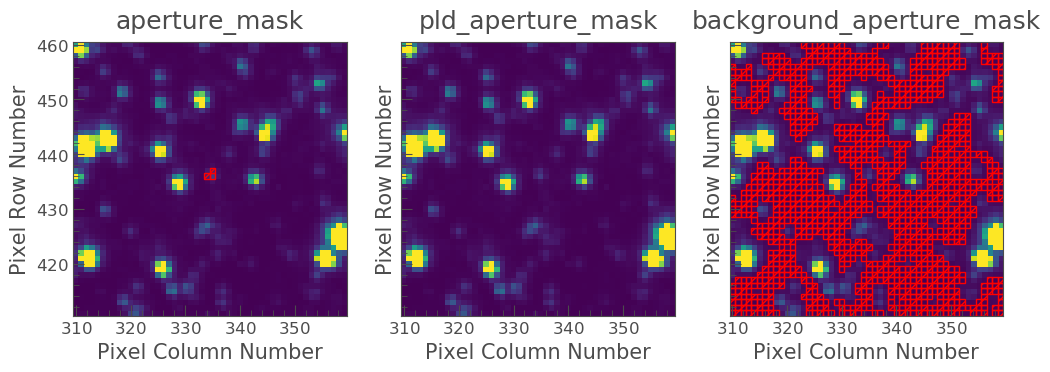 aperture_mask pld_aperture_mask background_aperture_mask
Pixel Row Number Pixel Row Number Pixel Row Number
460
450
440
430
420
310 320 330 340 350 310 320 330 340 350 310 320 330 340 350
Pixel Column Number Pixel Column Number Pixel Column Number